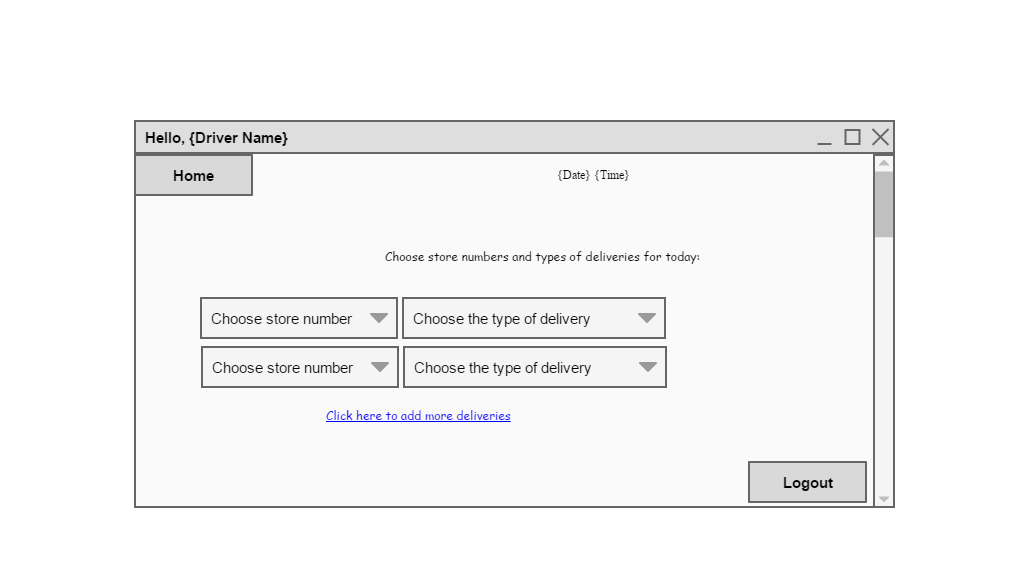 Hello, {Driver Name}
Home
{Date} {Time}
Choose store numbers and types of deliveries for today:
Choose store number Choose the type of delivery
Choose store number Choose the type of delivery
Click here to add more deliveries
Logout